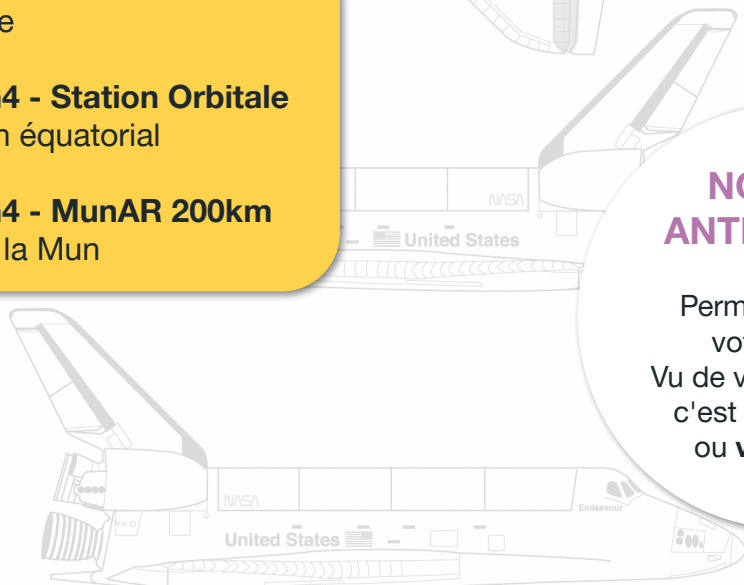 e
4 - Station Orbitale
n équatorial
4 - MunAR 200km
la Mun
NASA
United States
NO
ANTI
Perm
vo
Vu de v
c'est
ou v
NASA
United States
Endeavour